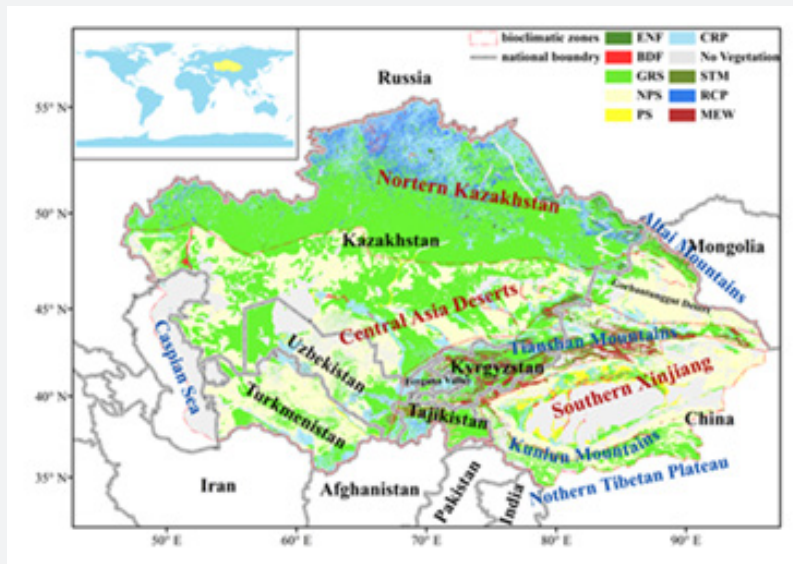 bioclimatic zones
national boundry
ENF
BDF
GRS
NPS
PS
CRP
No Vegetation
STM
RCP
MEW
Russia
55° N
Nortern Kazakhstan
50° N
Kazakhstan
Altai Mountains
Mongolia
45° N
Central Asia Deserts
Caspian Sea
Uzbekistan
Tianshan Mountains
Kyrgyzstan
Southern Xinjiang
40° N
Turkmenistan
Tajikistan
China
Kunlun Mountains
35° N
Iran
Afghanistan
Pakistan
India
Nothern Tibetan Plateau
50° E
60° E
70° E
80° E
90° E